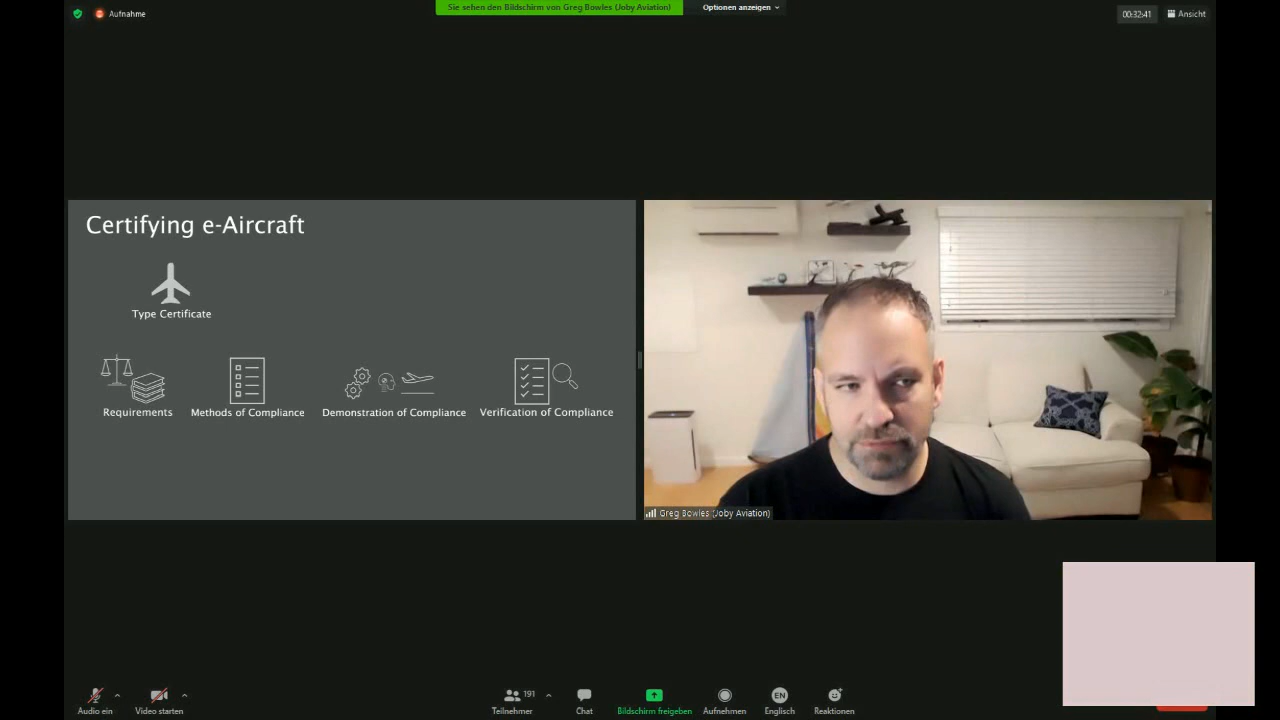 Aufnahme
Sie sehen den Bildschirm von Greg Bowles (Joby Aviation)
Optionen anzeigen
00:32:41
Ansicht
Certifying e-Aircraft
Type Certificate
Requirements
Methods of Compliance
Demonstration of Compliance
Verification of Compliance
Greg Bowles (Joby Aviation)
Audio ein
Video starten
191
Teilnehmer
Chat
Bildschirm freigeben
Aufnehmen
EN
Englisch
Reaktionen